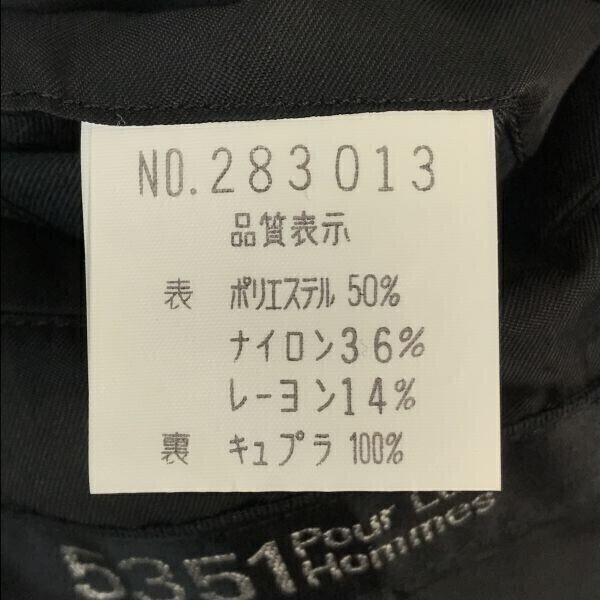 NO.283013
品質表示
表 ポリエステル 50%
ナイロン36%
レーヨン14%
裏 キュプラ 100%
5351 Pour
Hommes